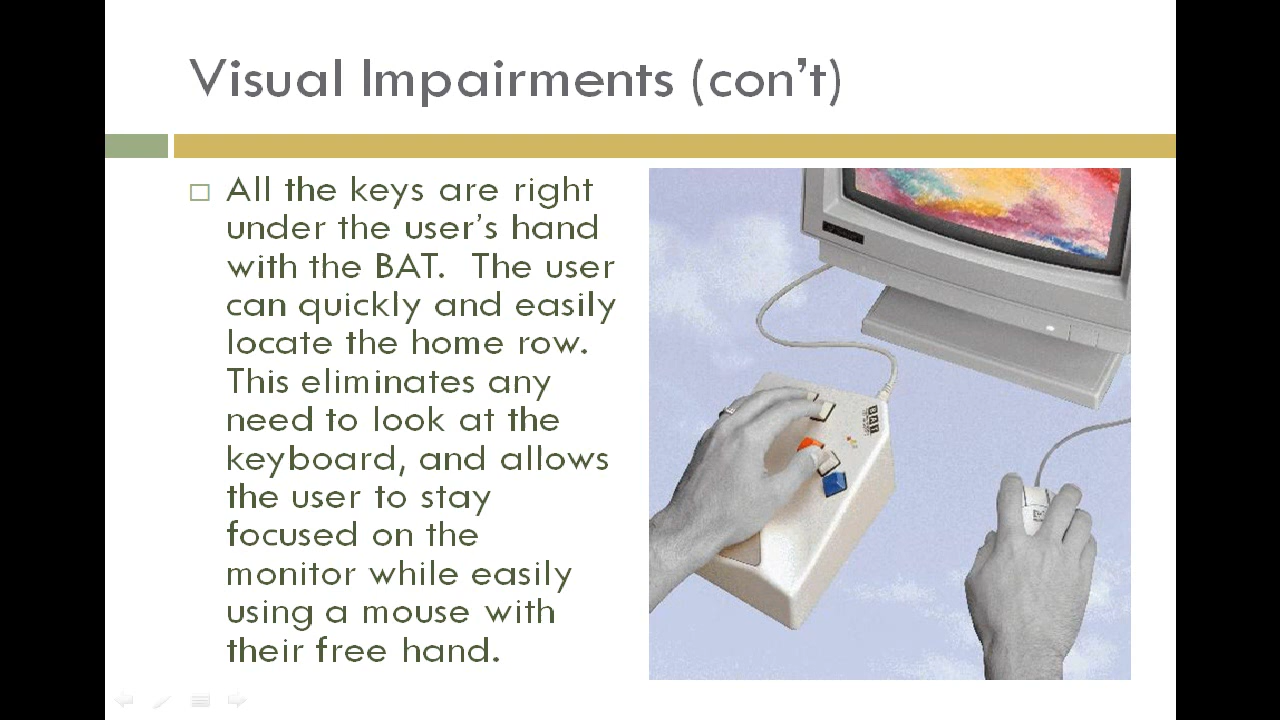 Visual Impairments (con’t)
All the keys are right
under the user’s hand
with the BAT.  The user
can quickly and easily
locate the home row.
This eliminates any
need to look at the
keyboard, and allows
the user to stay
focused on the
monitor while easily
using a mouse with
their free hand.
BAT